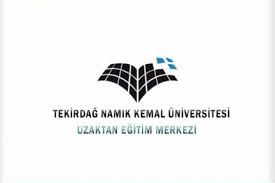 TEKİRDAĞ NAMIK KEMAL ÜNİVERSİTESİ
UZAKTAN EĞİTİM MERKEZİ